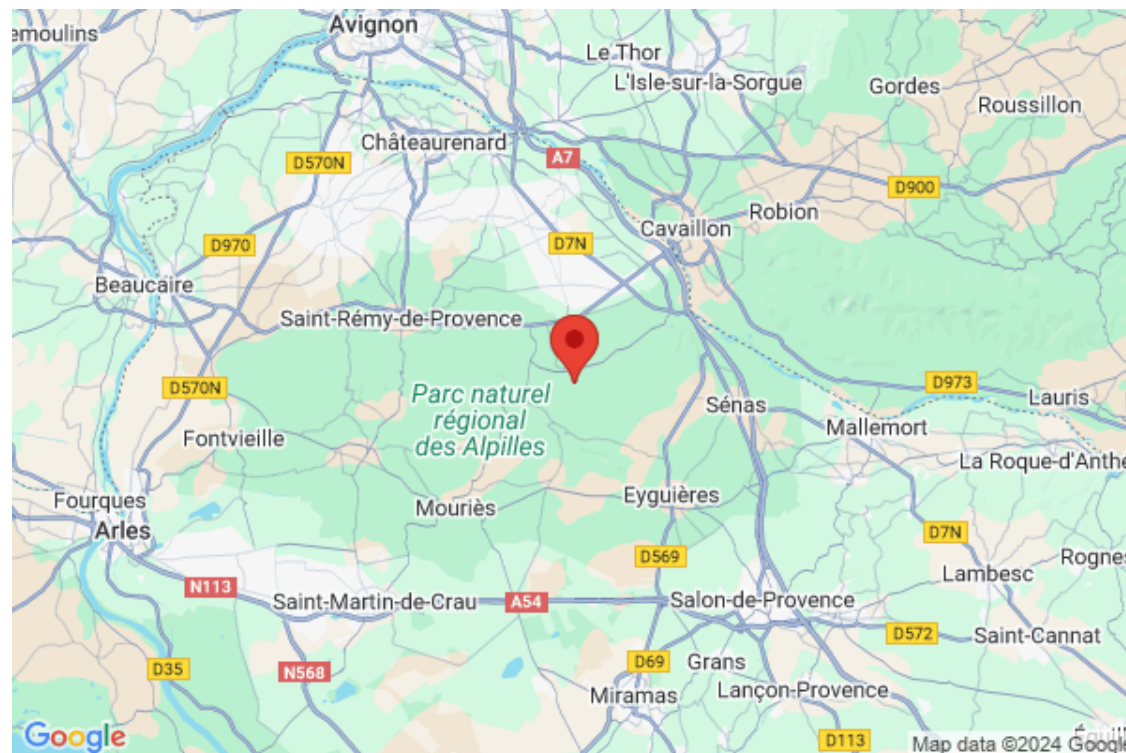 Avignon
emoulins
Le Thor
L'Isle-sur-la-Sorgue
Gordes
Roussillon
Châteaurenard
A7
D570N
D900
Robion
Cavaillon
D970
D7N
Beaucaire
Saint-Rémy-de-Provence
D570N
Parc naturel
régional
des Alpilles
D973
Lauris
Sénas
Mallemort
Fontvieille
La Roque-d'Anthe
Fourques
Mouriès
Eyguières
Arles
D7N
D569
Rognes
Lambesc
N113
Saint-Martin-de-Crau
A54
Salon-de-Provence
D572
Saint-Cannat
D35
N568
D69
Grans
Miramas
Lançon-Provence
D113
Google
Map data ©2024 Google